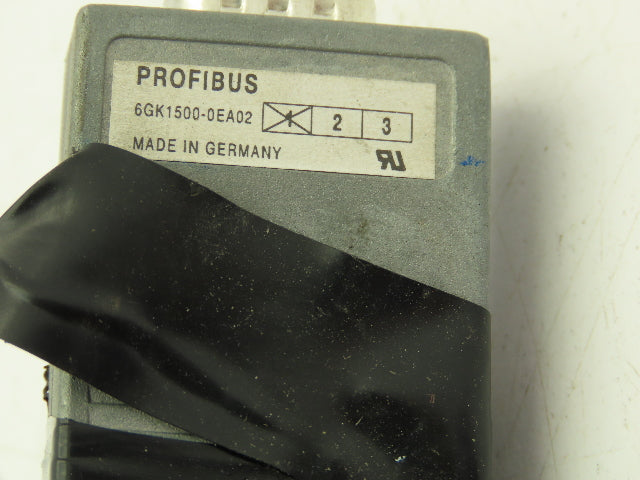 PROFIBUS
6GK1500-0EA02 1 2 3
MADE IN GERMANY